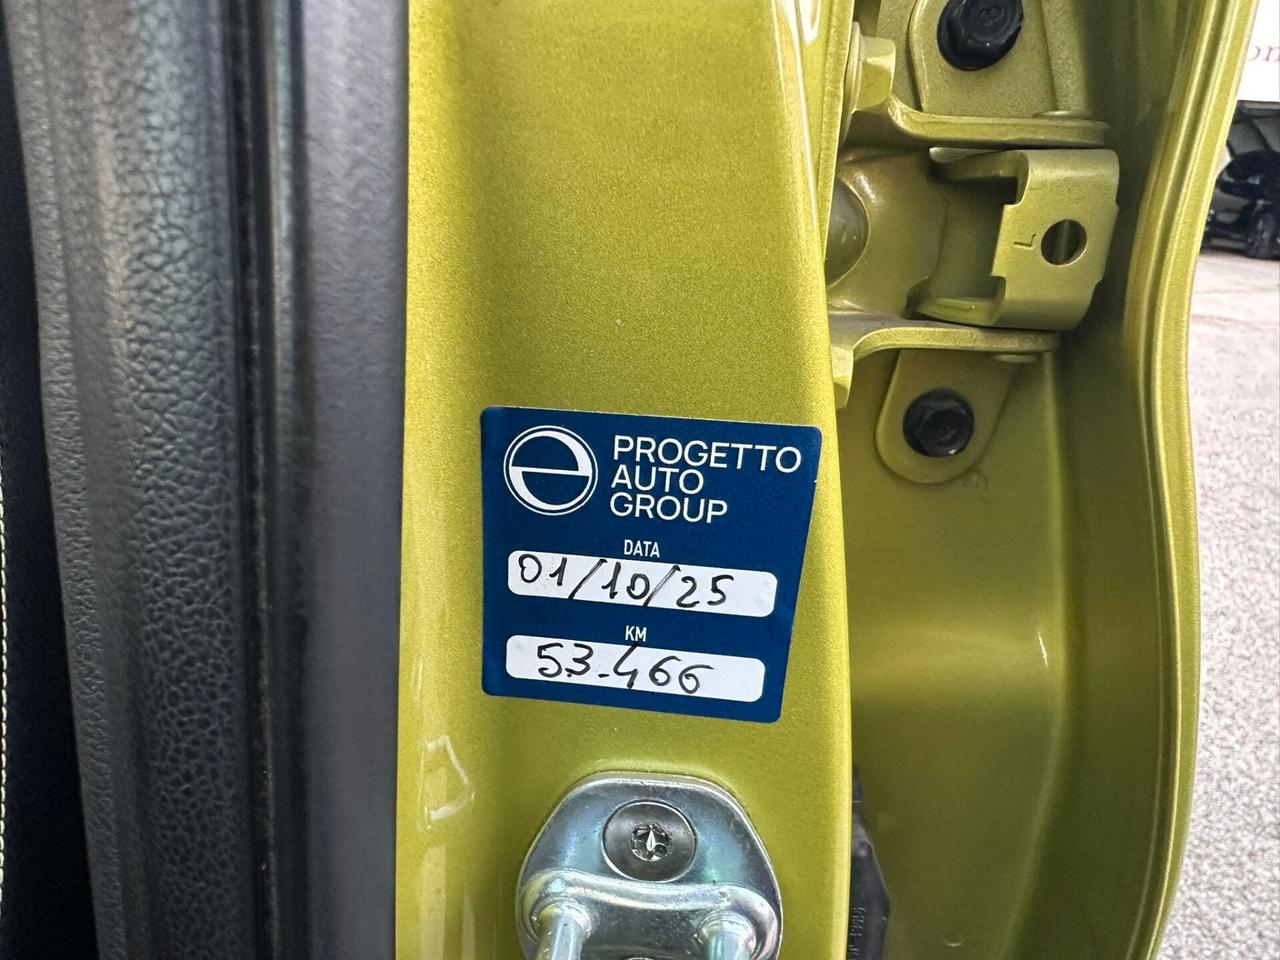 PROGETTO
AUTO
GROUP
DATA
01/10/25
KM
53.466
L